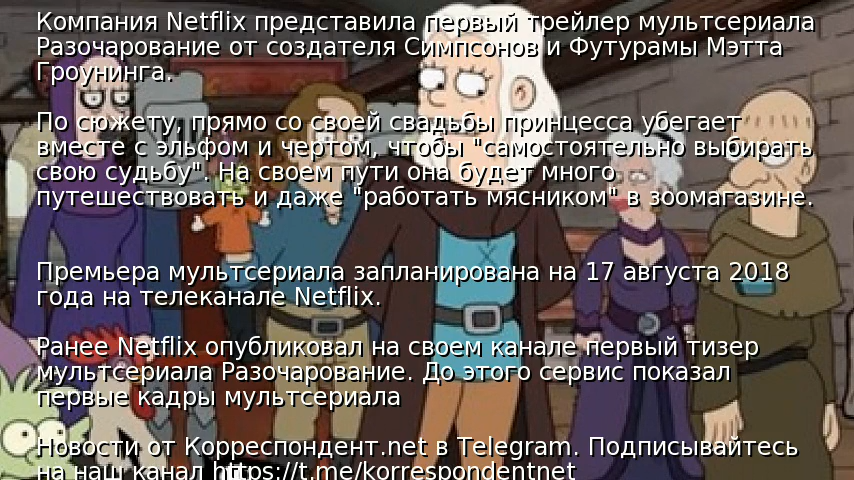 Компания Netflix представила первый трейлер мультсериала
Разочарование от создателя Симпсонов и Футурамы Мэтта
Гроунинга.
По сюжету, прямо со своей свадьбы принцесса убегает
вместе с эльфом и чертом, чтобы "самостоятельно выбирать
свою судьбу". На своем пути она будет много
путешествовать и даже "работать мясником" в зоомагазине.
Премьера мультсериала запланирована на 17 августа 2018
года на телеканале Netflix.
Ранее Netflix опубликовал на своем канале первый тизер
мультсериала Разочарование. До этого сервис показал
первые кадры мультсериала
Новости от Корреспондент.net в Telegram. Подписывайтесь
на наш канал https://t.me/korrespondentnet